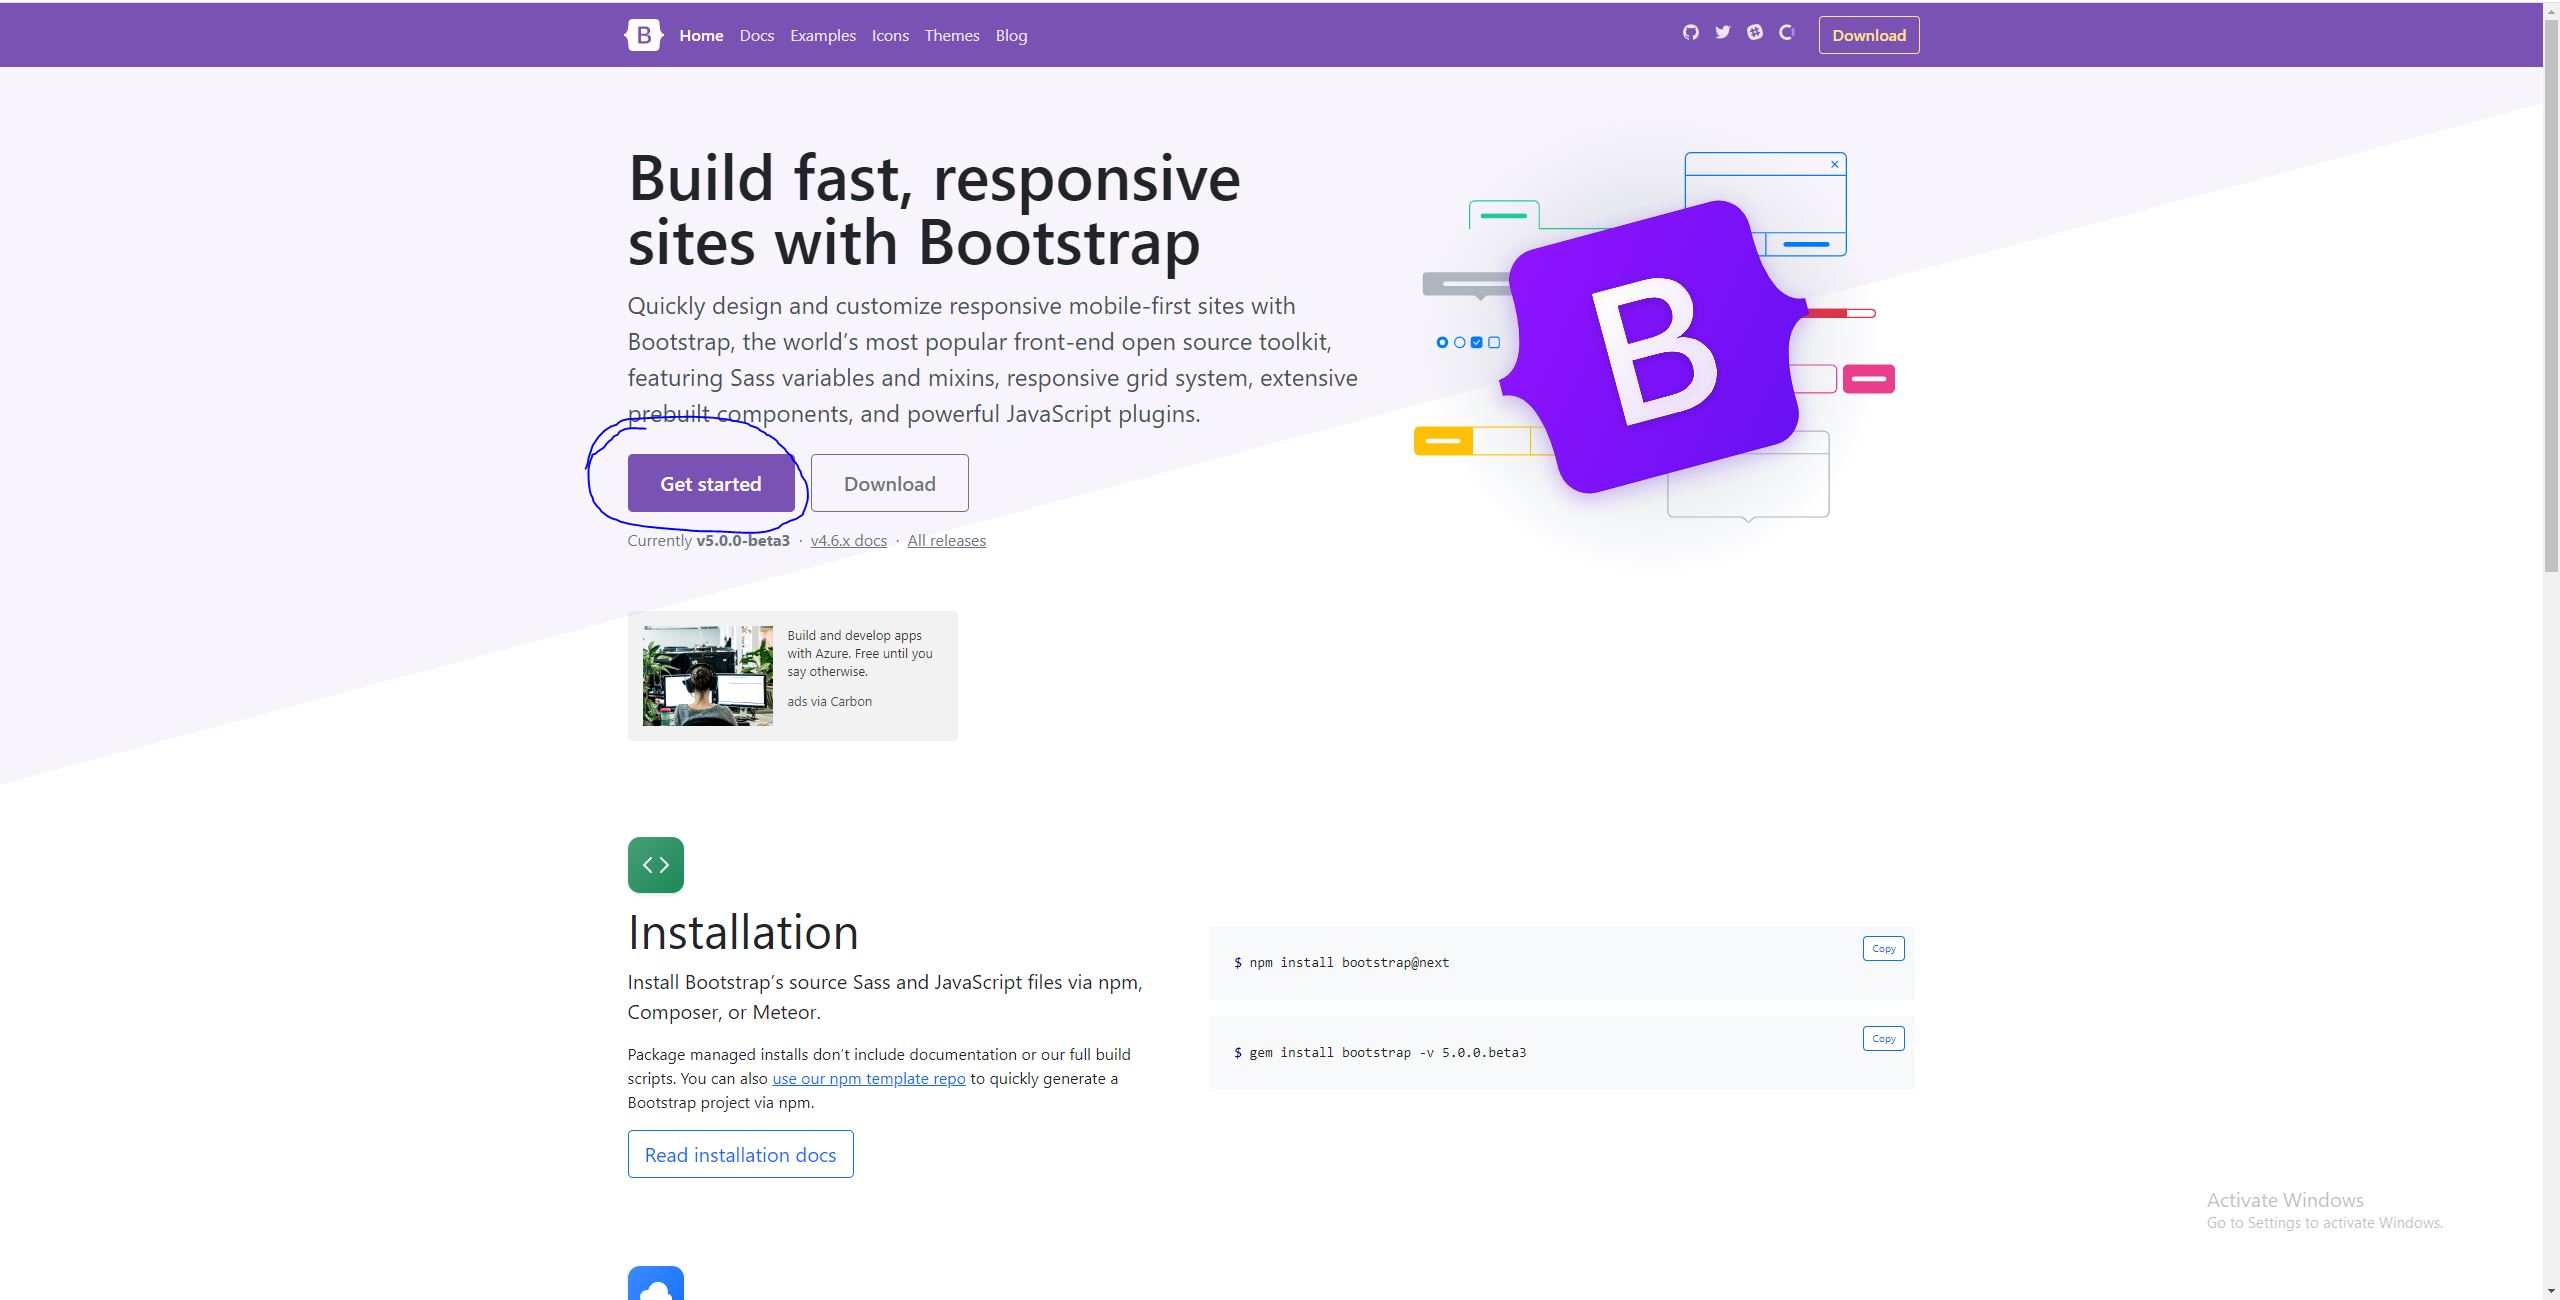 B Home Docs Examples Icons Themes Blog Download
Build fast, responsive
sites with Bootstrap
Quickly design and customize responsive mobile-first sites with
Bootstrap, the world’s most popular front-end open source toolkit,
featuring Sass variables and mixins, responsive grid system, extensive
prebuilt components, and powerful JavaScript plugins.
B
Get started Download
Currently v5.0.0-beta3 · v4.6.x docs · All releases
Build and develop apps
with Azure. Free until you
say otherwise.
ads via Carbon
Installation
Install Bootstrap’s source Sass and JavaScript files via npm,
Composer, or Meteor.
Package managed installs don’t include documentation or our full build
scripts. You can also use our npm template repo to quickly generate a
Bootstrap project via npm.
Read installation docs
$ npm install bootstrap@next
Copy
$ gem install bootstrap -v 5.0.0.beta3
Copy
Activate Windows
Go to Settings to activate Windows.